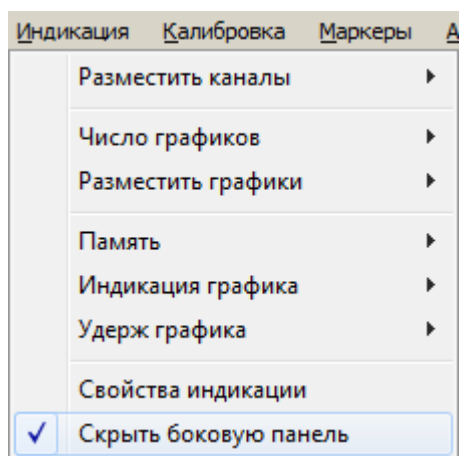 Индикация Калибровка Маркеры А
Разместить каналы
Число графиков
Разместить графики
Память
Индикация графика
Удерж графика
Свойства индикации
Скрыть боковую панель